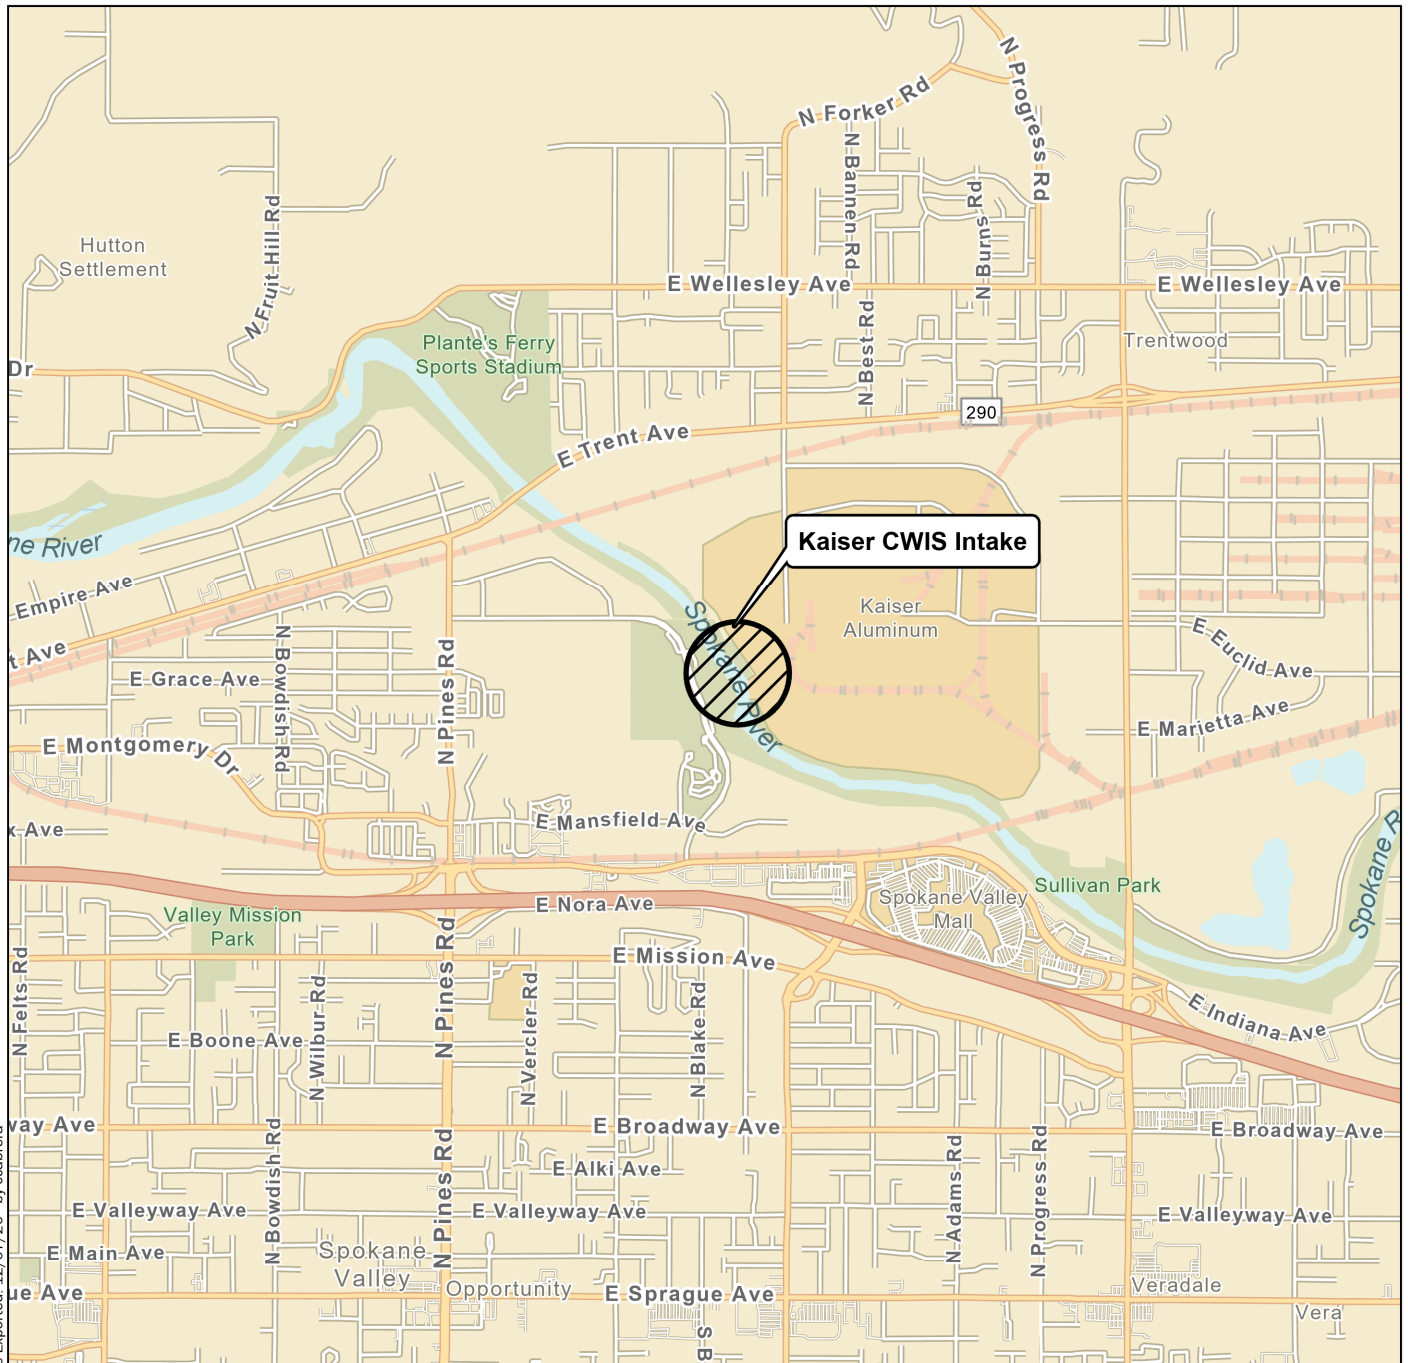 N Progress Rd
N Forker Rd
N Bannen Rd
N Burns Rd
N Fruit Hill Rd
Hutton
Settlement
E Wellesley Ave
E Wellesley Ave
Trentwood
Plante's Ferry
Sports Stadium
N Best Rd
Dr
290
E Trent Ave
ne River
Kaiser CWIS Intake
Empire Ave
Kaiser
Aluminum
Spokane River
E Euclid Ave
t Ave
N Bowdish Rd
N Pines Rd
E Grace Ave
E Marietta Ave
E Montgomery Dr
x Ave
E Mansfield Ave
Spokane R
Sullivan Park
Spokane Valley
Mall
E Nora Ave
Valley Mission
Park
N Pines Rd
E Mission Ave
N Felts Rd
N Wilbur Rd
N Vercler Rd
N Blake Rd
E Indiana Ave
E Boone Ave
way Ave
E Broadway Ave
E Broadway Ave
N Bowdish Rd
N Pines Rd
E Alki Ave
N Adams Rd
N Progress Rd
E Valleyway Ave
E Valleyway Ave
E Valleyway Ave
E Main Ave
Spokane
Valley
Opportunity
Veradale
ue Ave
E Sprague Ave
Vera
S B